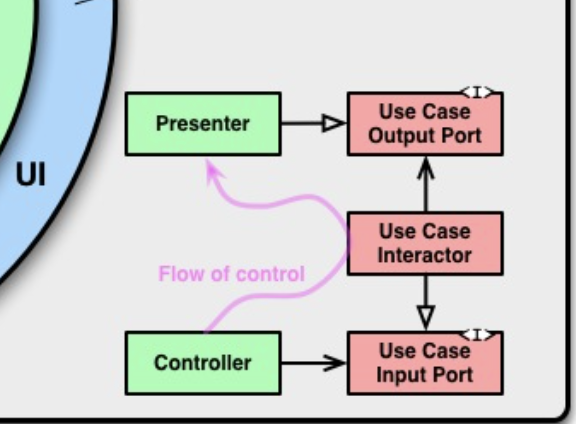 UI
Presenter
<I>
Use Case
Output Port
Use Case
Interactor
Flow of control
Controller
<I>
Use Case
Input Port